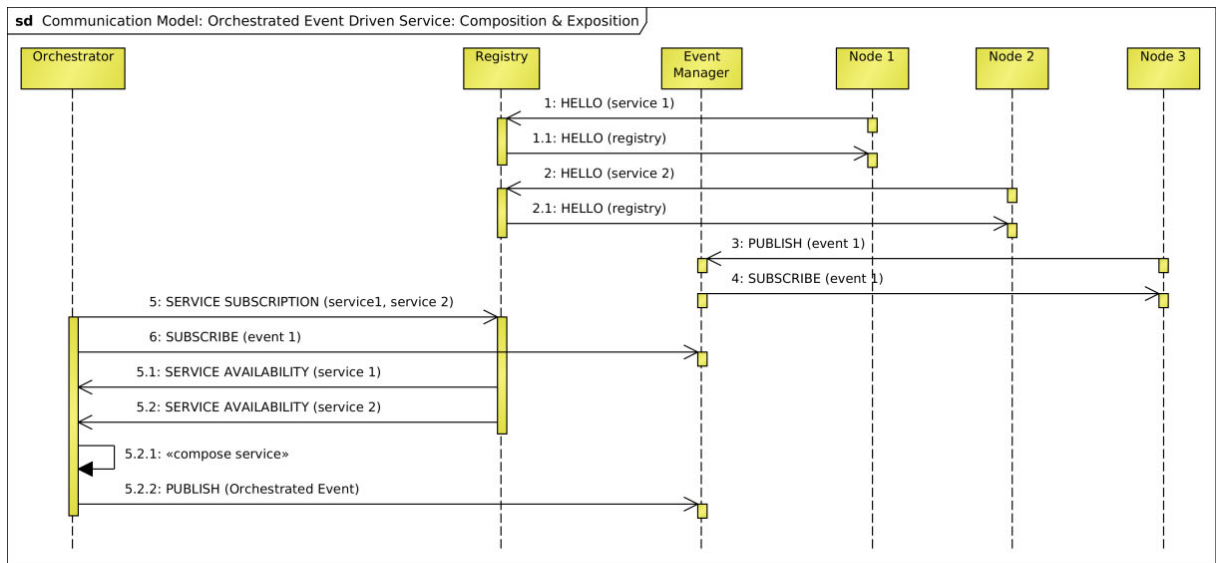 sd Communication Model: Orchestrated Event Driven Service: Composition & Exposition
Orchestrator
Registry
Event
Manager
Node 1
Node 2
Node 3
1: HELLO (service 1)
1.1: HELLO (registry)
2: HELLO (service 2)
2.1: HELLO (registry)
3: PUBLISH (event 1)
4: SUBSCRIBE (event 1)
5: SERVICE SUBSCRIPTION (service1, service 2)
6: SUBSCRIBE (event 1)
5.1: SERVICE AVAILABILITY (service 1)
5.2: SERVICE AVAILABILITY (service 2)
5.2.1: «compose service»
5.2.2: PUBLISH (Orchestrated Event)